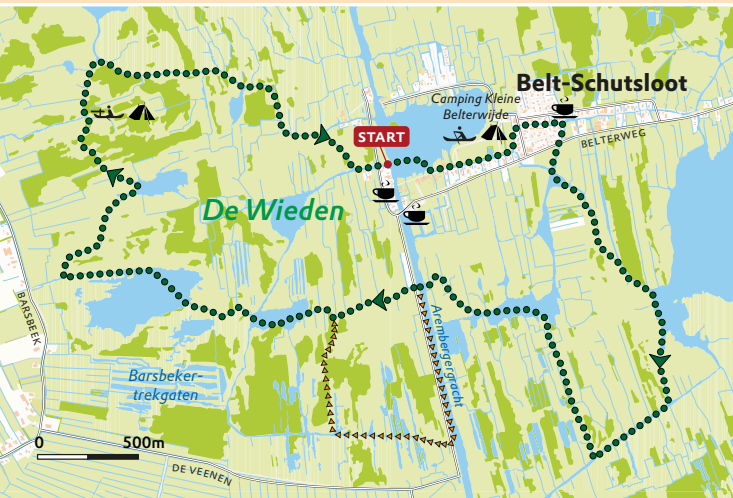 Belt-Schutsloot
Camping Kleine
Belterwijde
START
BELTERWEG
De Wieden
BARSBEEK
Arembergergracht
Barsbeker-
trekgaten
0 500m
DE VEENEN